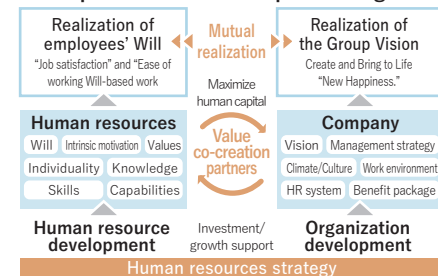 Realization of
employees' Will
"Job satisfaction" and "Ease of
working Will-based work
Mutual
realization
Realization of
the Group Vision
Create and Bring to Life
"New Happiness."
Maximize
human capital
Human resources
Will Intrinsic motivation Values
Individuality Knowledge
Skills Capabilities
Value
co-creation
partners
Company
Vision Management strategy
Climate/Culture Work environment
HR system Benefit package
Human resource
development
Investment/
growth support
Organization
development
Human resources strategy